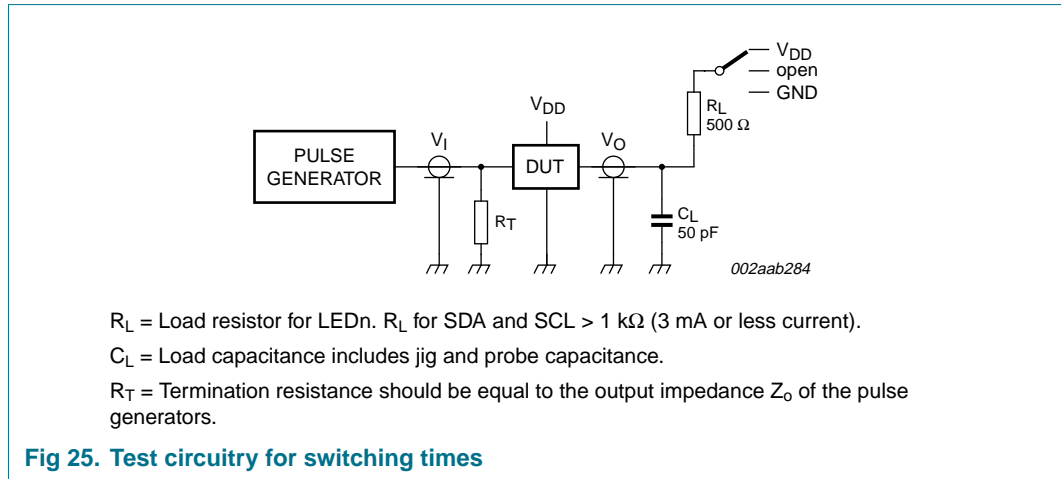 VDD
open
GND
RL
500 Ω
VDD
VI
VO
PULSE
GENERATOR
DUT
RT
CL
50 pF
002aab284
RL = Load resistor for LEDn. RL for SDA and SCL > 1 kΩ (3 mA or less current).
CL = Load capacitance includes jig and probe capacitance.
RT = Termination resistance should be equal to the output impedance Zo of the pulse
generators.
Fig 25. Test circuitry for switching times